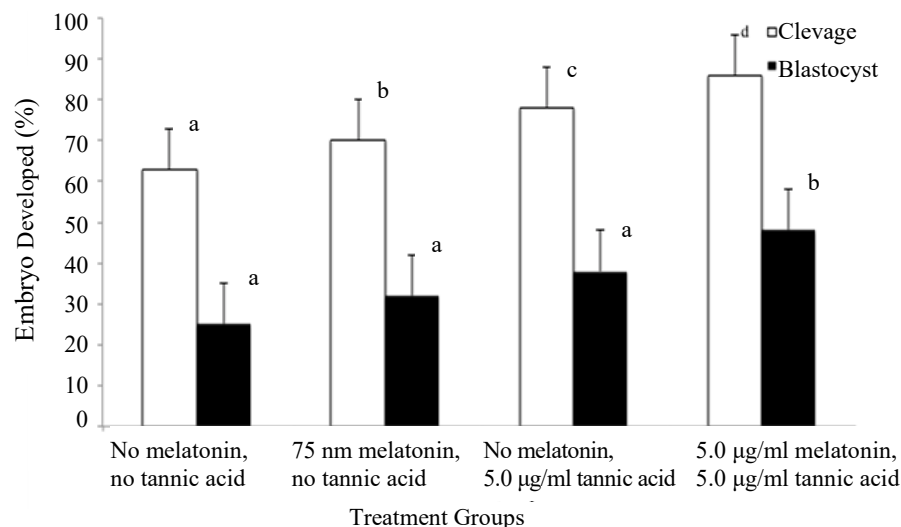 100
90
80
70
60
50
40
30
20
10
0
Embryo Developed (%)
a
a
b
a
c
a
d
b
Clevage
Blastocyst
No melatonin,
no tannic acid
75 nm melatonin,
no tannic acid
No melatonin,
5.0 μg/ml tannic acid
5.0 μg/ml melatonin,
5.0 μg/ml tannic acid
Treatment Groups